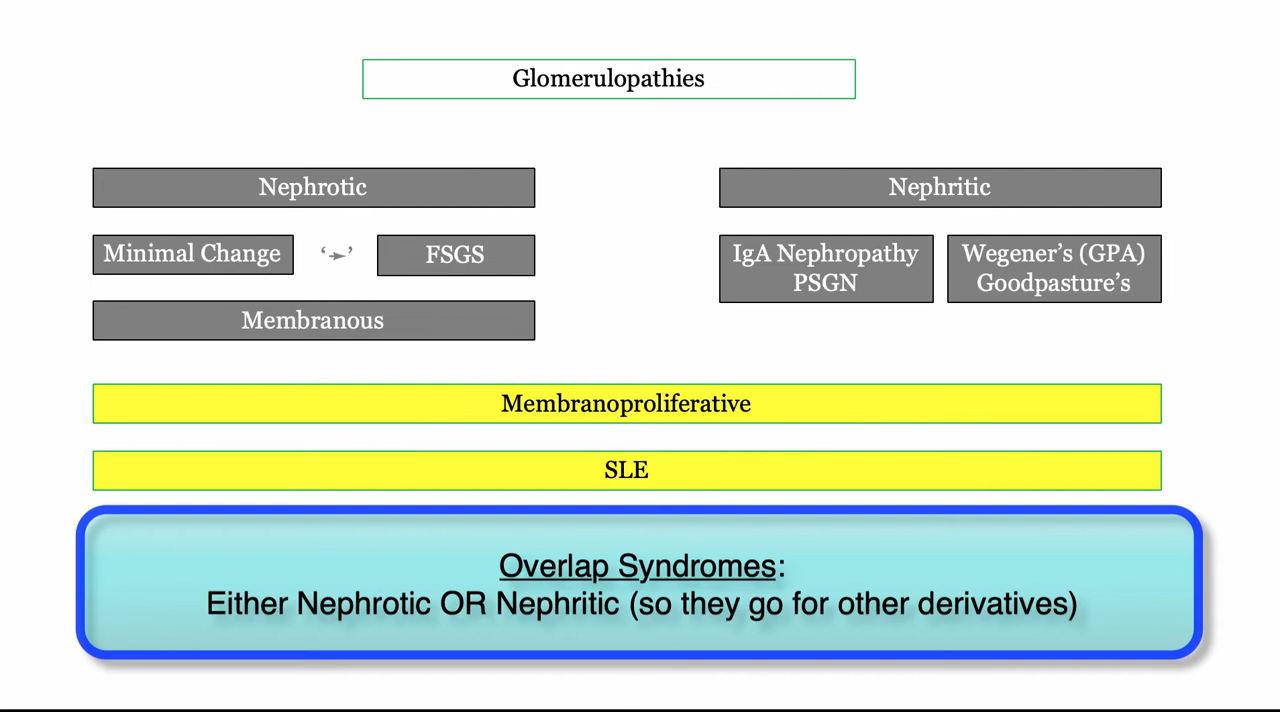 Glomerulopathies
Nephrotic
Nephritic
Minimal Change
‘→’
FSGS
IgA Nephropathy
PSGN
Wegener’s (GPA)
Goodpasture’s
Membranous
Membranoproliferative
SLE
Overlap Syndromes:
Either Nephrotic OR Nephritic (so they go for other derivatives)